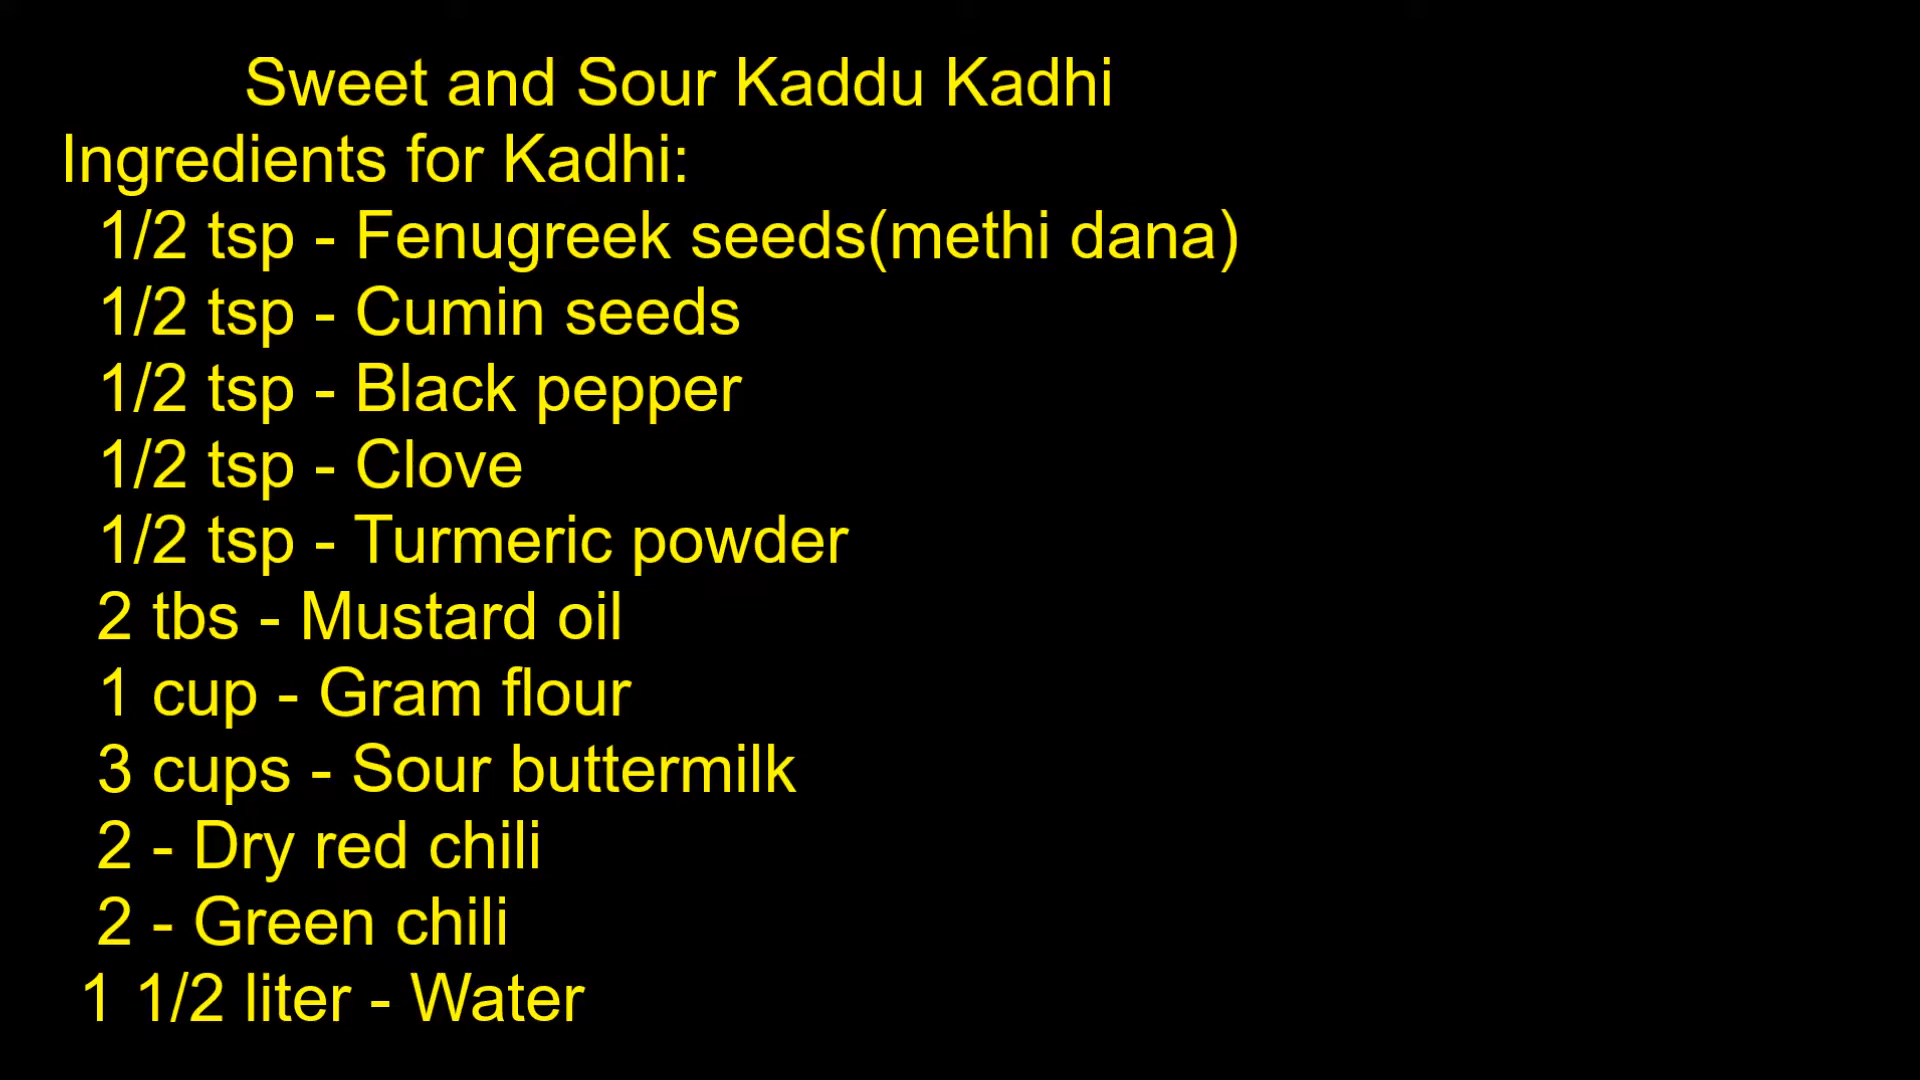 Sweet and Sour Kaddu Kadhi
Ingredients for Kadhi:
1/2 tsp - Fenugreek seeds(methi dana)
1/2 tsp - Cumin seeds
1/2 tsp - Black pepper
1/2 tsp - Clove
1/2 tsp - Turmeric powder
2 tbs - Mustard oil
1 cup - Gram flour
3 cups - Sour buttermilk
2 - Dry red chili
2 - Green chili
1 1/2 liter - Water